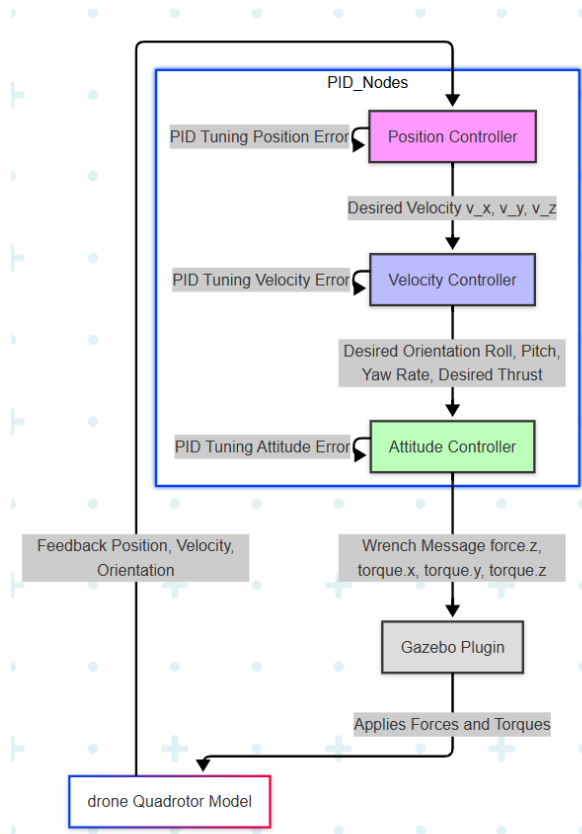 PID_Nodes
PID Tuning Position Error
Position Controller
Desired Velocity v_x, v_y, v_z
PID Tuning Velocity Error
Velocity Controller
Desired Orientation Roll, Pitch,
Yaw Rate, Desired Thrust
PID Tuning Attitude Error
Attitude Controller
Feedback Position, Velocity,
Orientation
Wrench Message force.z,
torque.x, torque.y, torque.z
Gazebo Plugin
Applies Forces and Torques
drone Quadrotor Model